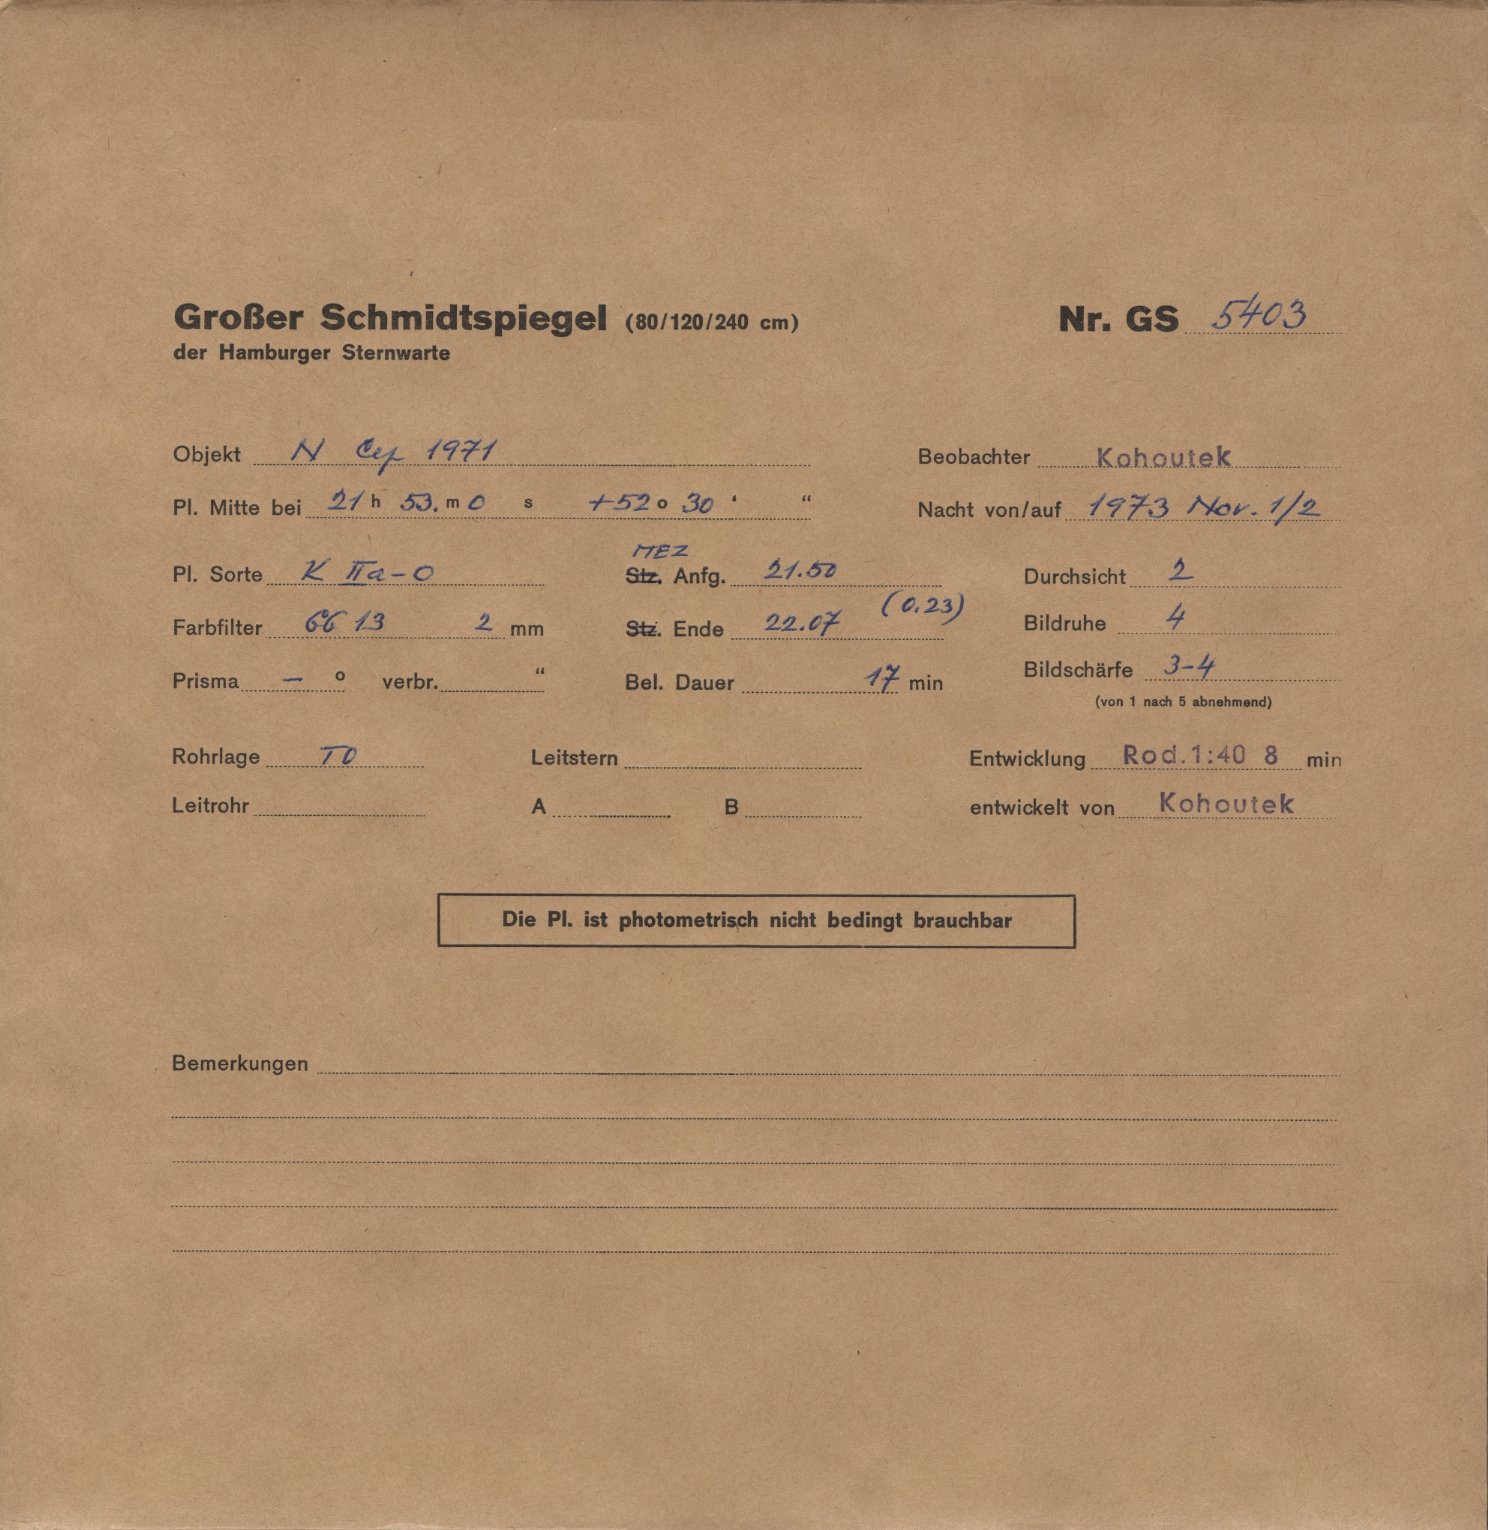 Großer Schmidtspiegel (80/120/240 cm) Nr. GS 5403
der Hamburger Sternwarte
Objekt N Cep 1971 Beobachter Kohoutek
Pl. Mitte bei 21 h 53. m 0 s +52 o 30 ‘ “ Nacht von/auf 1973 Nov. 1/2
MEZ
Pl. Sorte K IIa-O Stz. Anfg. 21.50 Durchsicht 2
(0.23)
Farbfilter GG 13 2 mm Stz. Ende 22.07 Bildruhe 4
Prisma – o verbr. “ Bel. Dauer 17 min Bildschärfe 3-4
(von 1 nach 5 abnehmend)
Rohrlage TO Leitstern Entwicklung Rod.1:40 8 min
Leitrohr A B entwickelt von Kohoutek
Die Pl. ist photometrisch nicht bedingt brauchbar
Bemerkungen